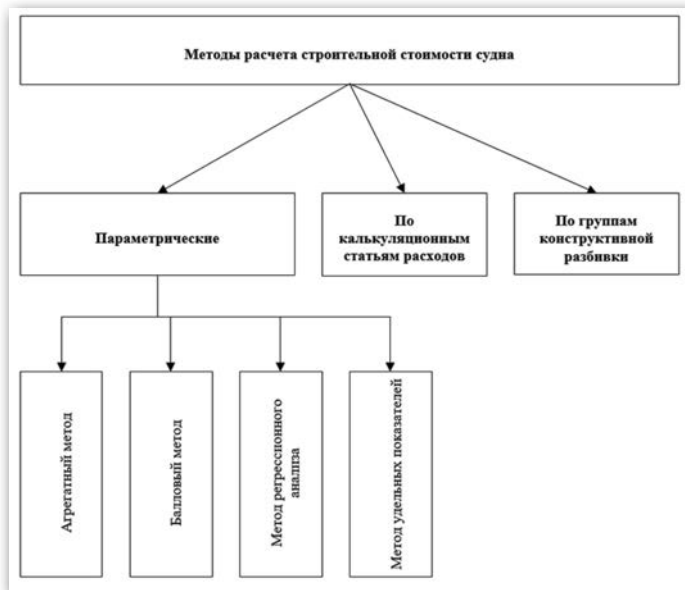 Методы расчета строительной стоимости судна
Параметрические
По
калькуляционным
статьям расходов
По группам
конструктивной
разбивки
Агрегатный метод
Балловый метод
Метод регрессионного
анализа
Метод удельных показателей